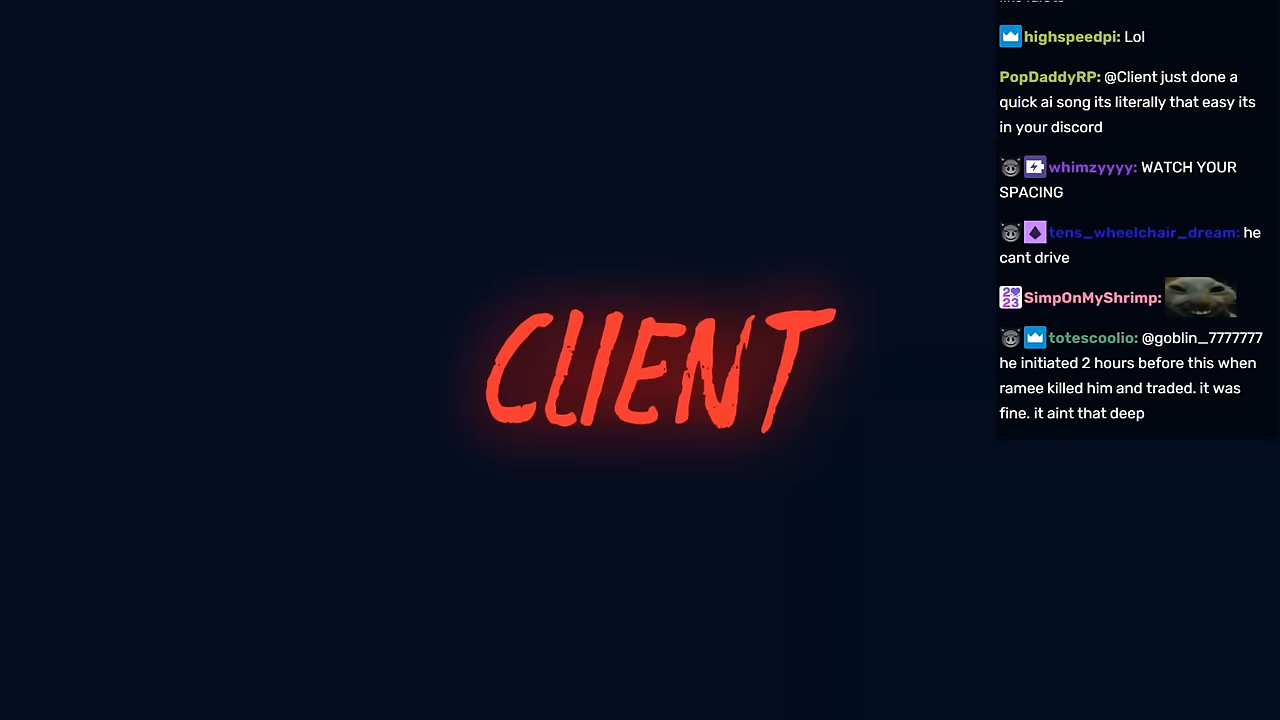 highspeedpi: Lol
PopDaddyRP: @Client just done a
quick ai song its literally that easy its
in your discord
whimzyyyy: WATCH YOUR
SPACING
tens_wheelchair_dream: he
cant drive
2023 SimpOnMyShrimp:
totescoolio: @goblin_7777777
he initiated 2 hours before this when
ramee killed him and traded. it was
fine. it aint that deep
CLIENT